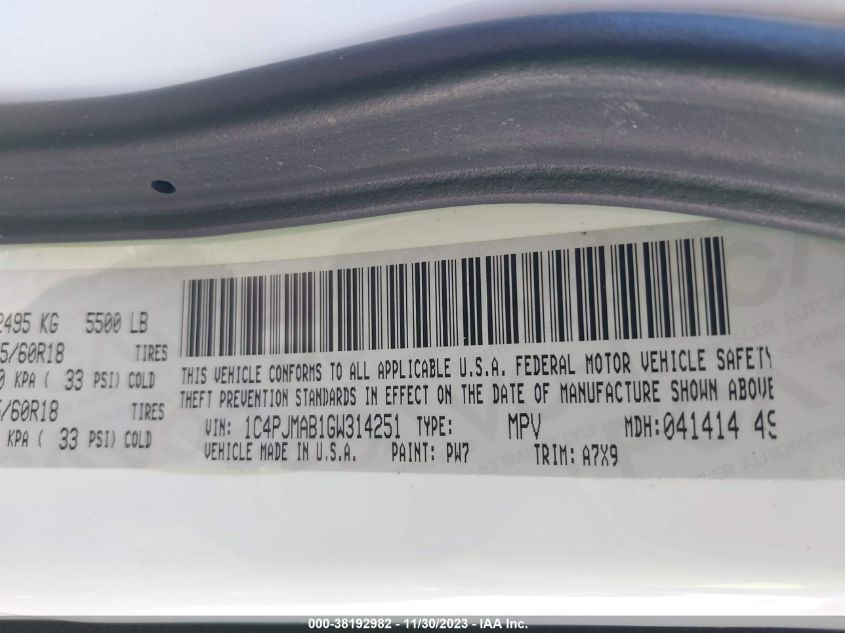 2495 KG 5500 LB
5/60R18 TIRES
0 KPA ( 33 PSI) COLD
5/60R18 TIRES
KPA ( 33 PSI) COLD
THIS VEHICLE CONFORMS TO ALL APPLICABLE U.S.A. FEDERAL MOTOR VEHICLE SAFETY
THEFT PREVENTION STANDARDS IN EFFECT ON THE DATE OF MANUFACTURE SHOWN ABOVE
VIN: 1C4PJMAB1GW314251 TYPE: MPV MDH:041414 49
VEHICLE MADE IN U.S.A. PAINT: PW7 TRIM: A7X9
000-38192982 - 11/30/2023 - IAA Inc.